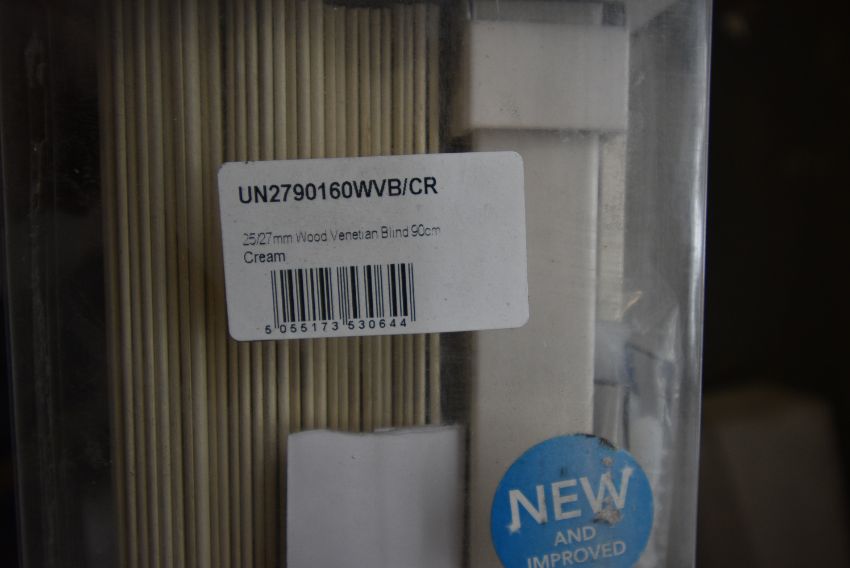 UN2790160WVB/CR
25/27mm Wood Venetian Blind 90cm
Cream
5 055173 530644
NEW
AND
IMPROVED